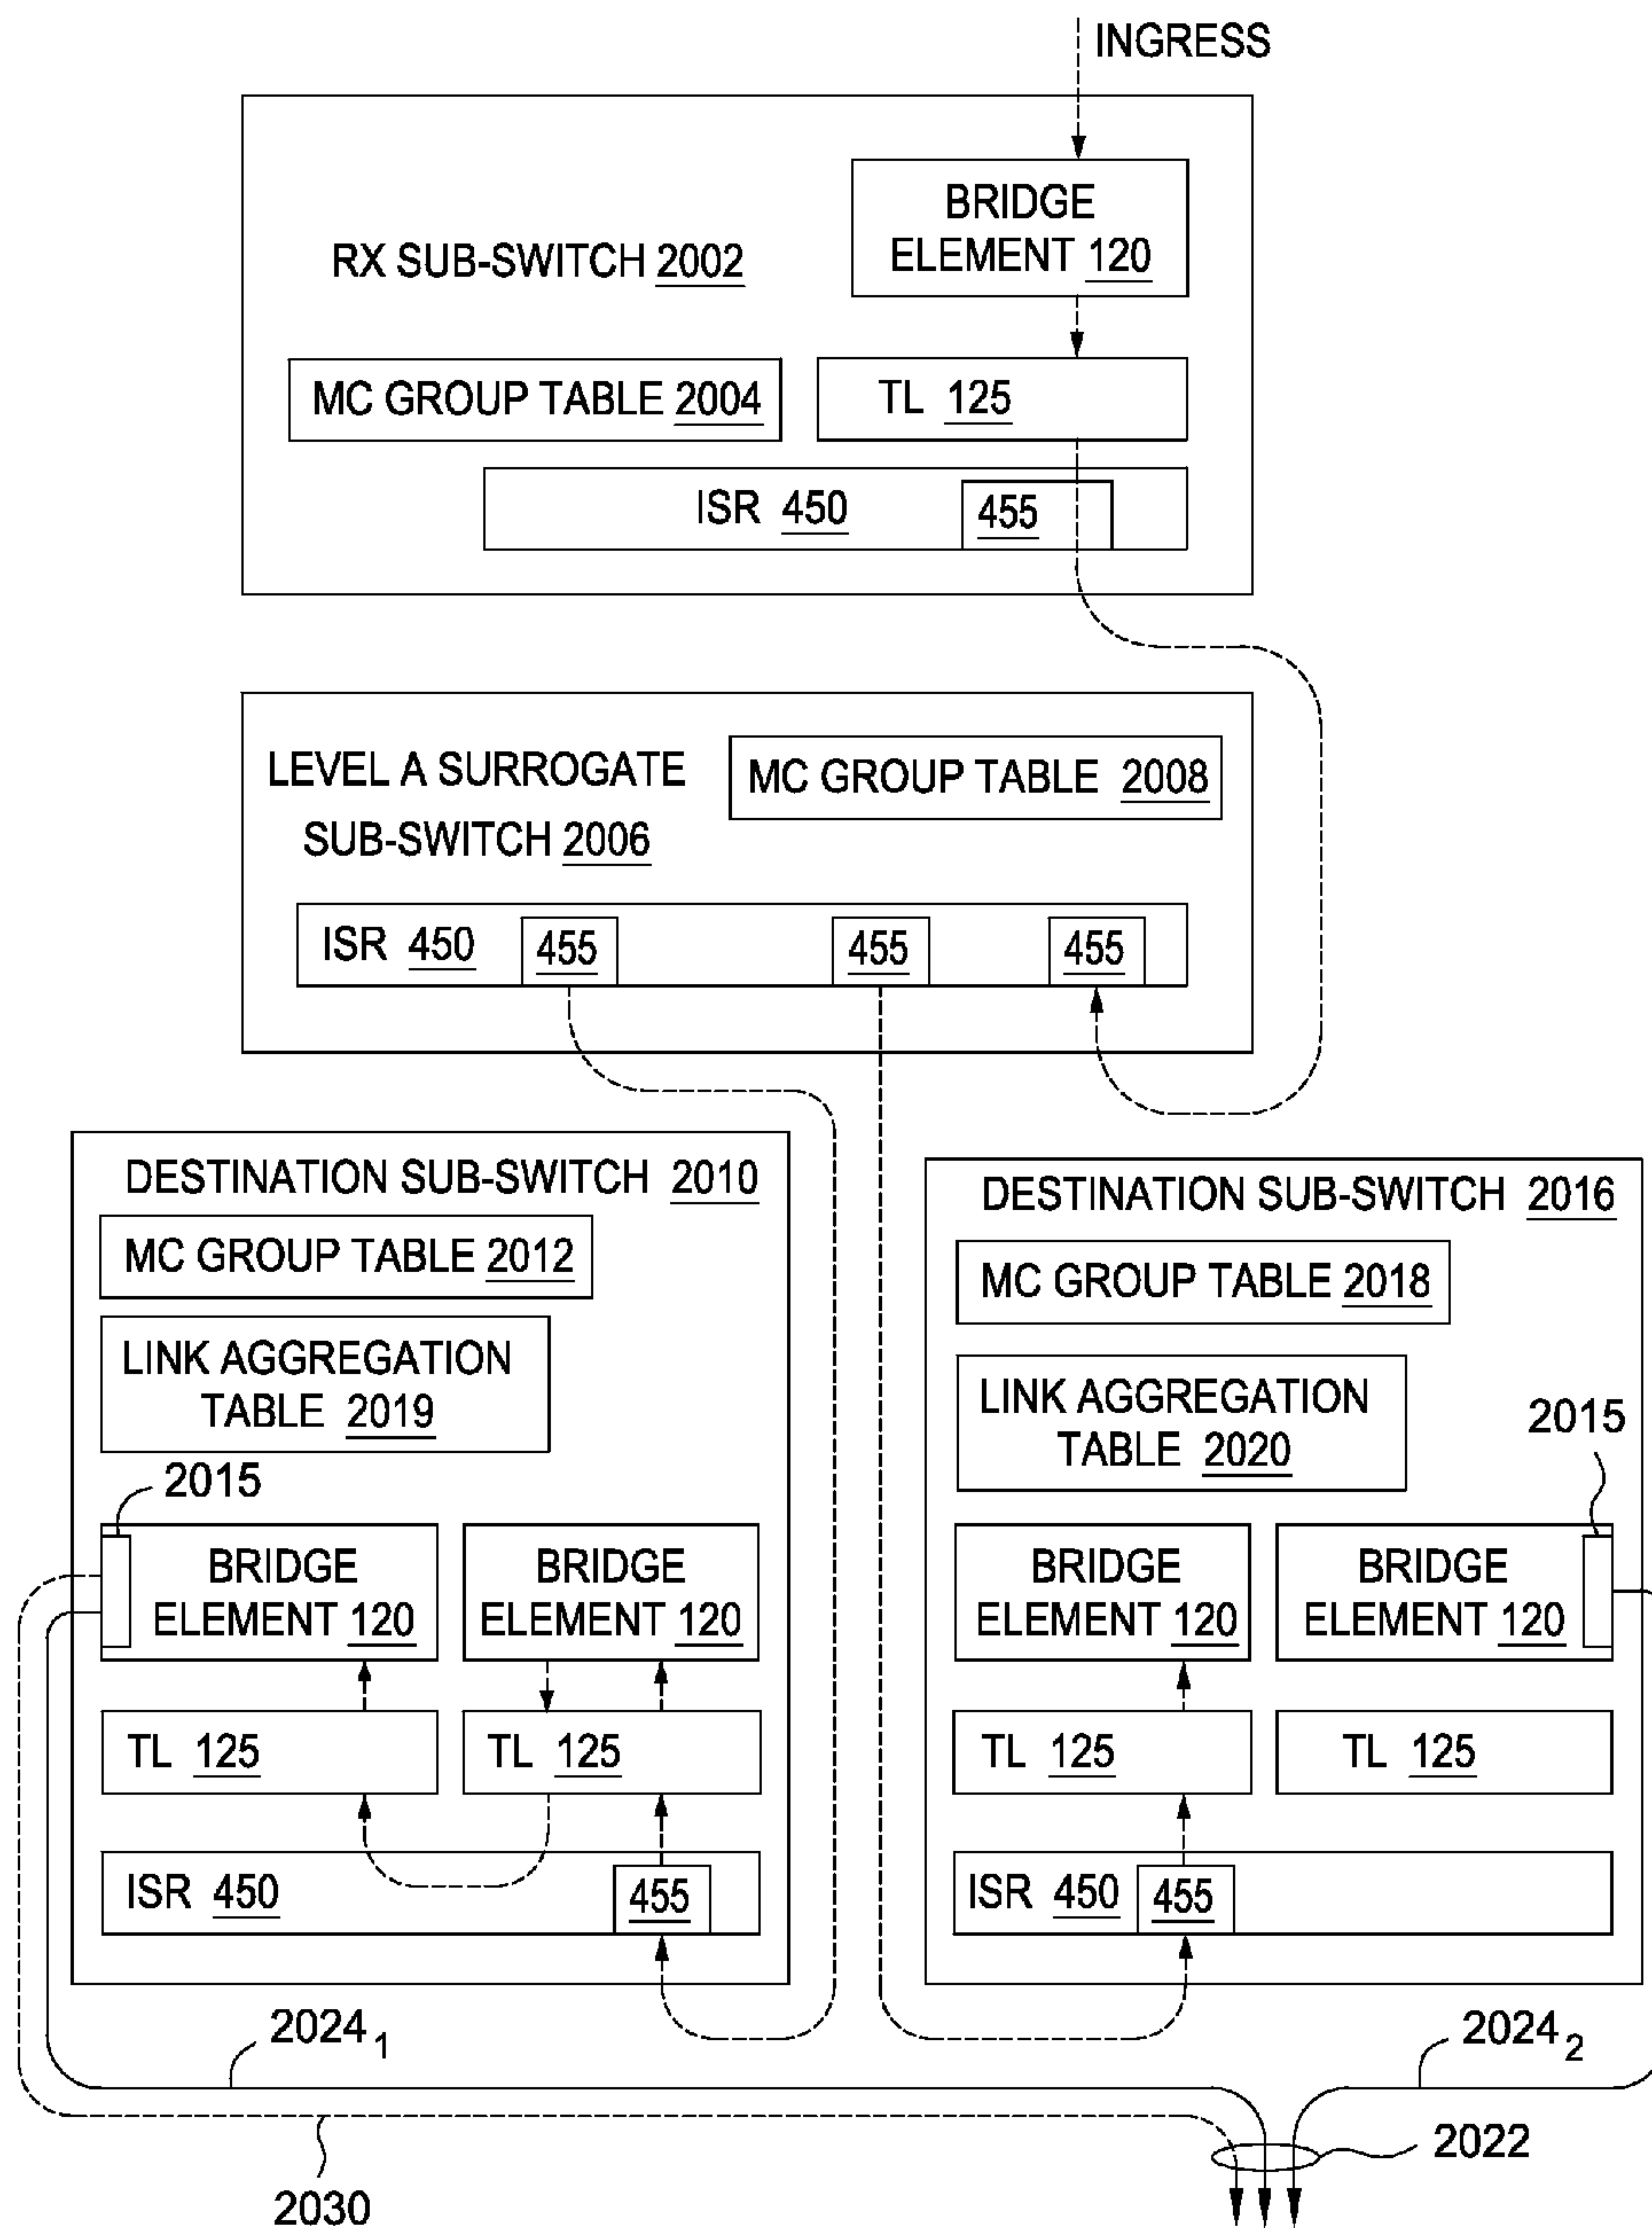 INGRESS
BRIDGE
ELEMENT 120
RX SUB-SWITCH 2002
MC GROUP TABLE 2004
TL 125
ISR 450
455
LEVEL A SURROGATE
SUB-SWITCH 2006
MC GROUP TABLE 2008
ISR 450
455
455
455
DESTINATION SUB-SWITCH 2010
MC GROUP TABLE 2012
LINK AGGREGATION
TABLE 2019
2015
BRIDGE
ELEMENT 120
BRIDGE
ELEMENT 120
TL 125
TL 125
ISR 450
455
DESTINATION SUB-SWITCH 2016
MC GROUP TABLE 2018
LINK AGGREGATION
TABLE 2020
2015
BRIDGE
ELEMENT 120
BRIDGE
ELEMENT 120
TL 125
TL 125
ISR 450
455
2024 1
2024 2
2022
2030